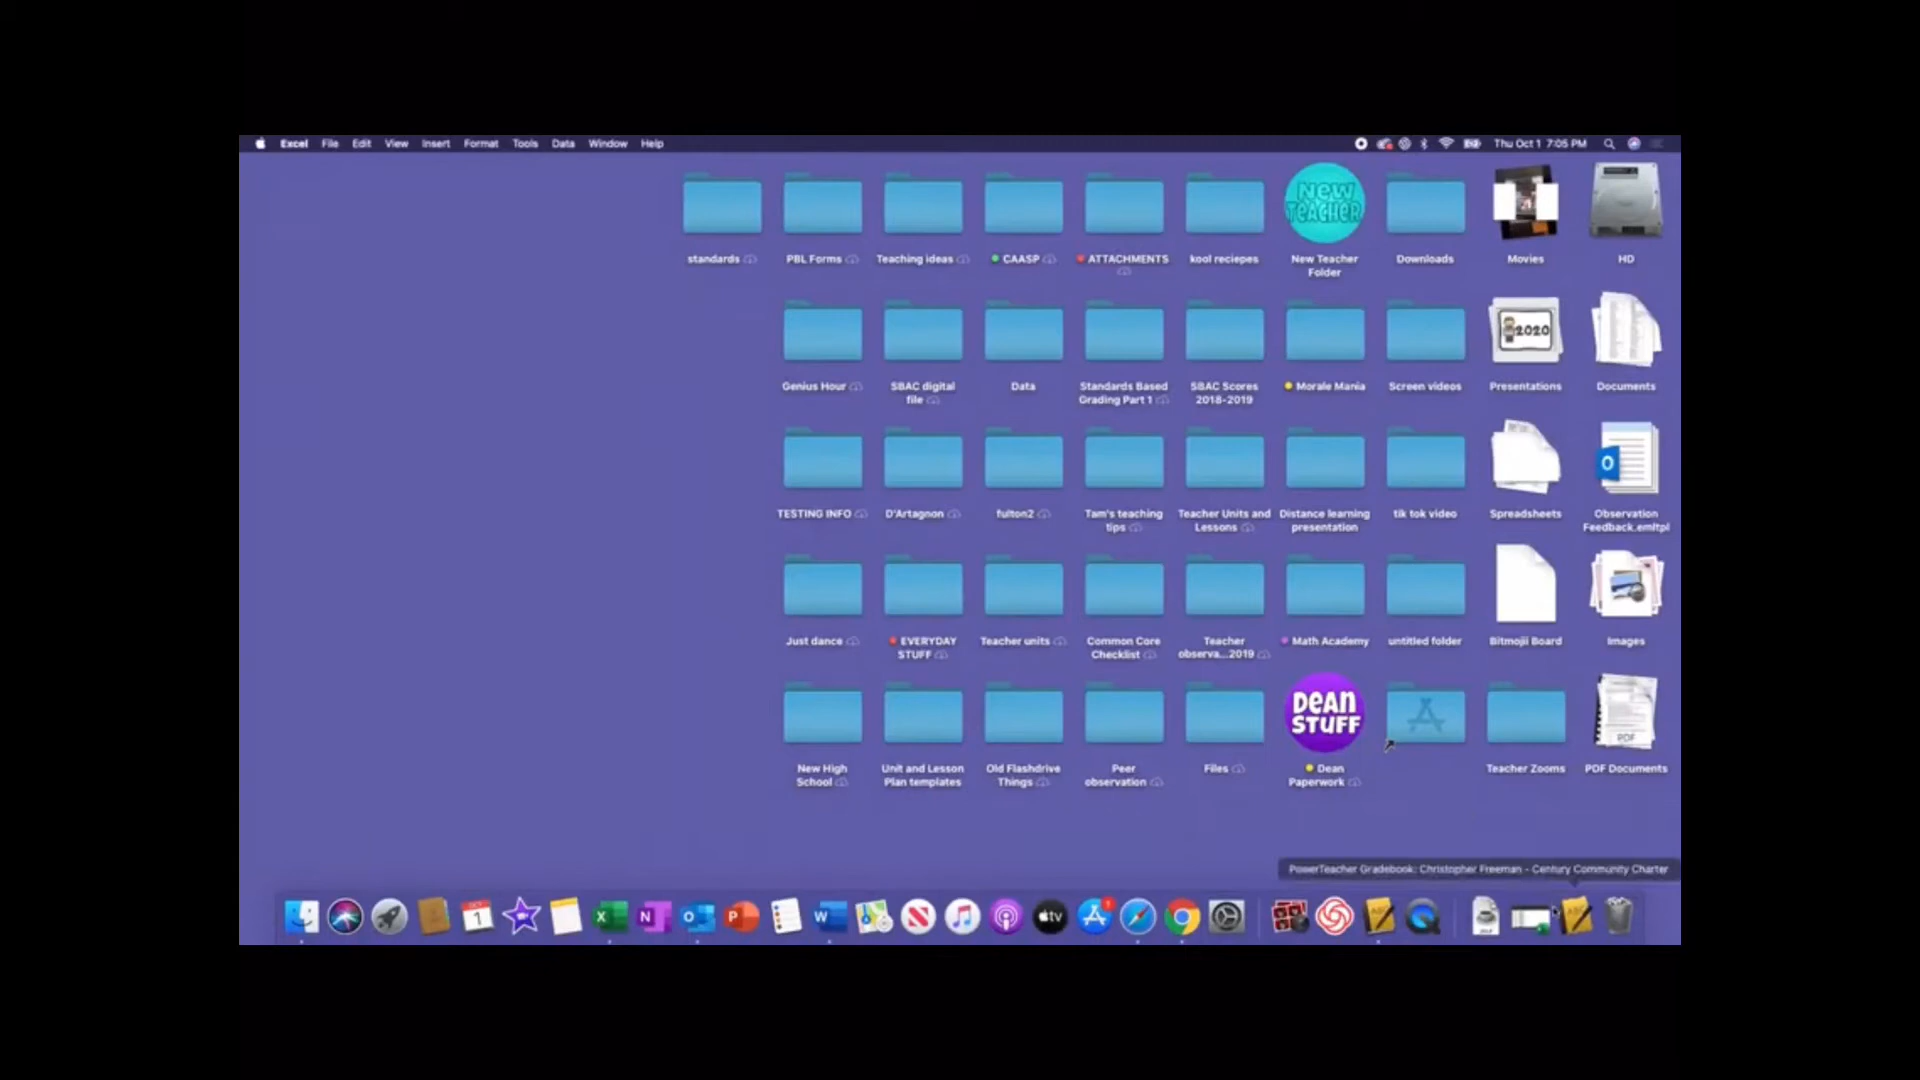 Excel File Edit View Insert Format Tools Data Window Help Thu Oct 1 7:05 PM
NEW TEACHER
standards PBL Forms Teaching ideas CAASP ATTACHMENTS kool reciepes New Teacher Folder Downloads Movies HD
2020
Genius Hour SBAC digital file Data Standards Based Grading Part 1 SBAC Scores 2018-2019 Morale Mania Screen videos Presentations Documents
TESTING INFO D'Artagnon fulton2 Tam's teaching tips Teacher Units and Lessons Distance learning presentation tik tok video Spreadsheets Observation Feedback.emltpl
Just dance EVERYDAY STUFF Teacher units Common Core Checklist Teacher observa...2019 Math Academy untitled folder Bitmojii Board Images
DEAN STUFF
PDF
New High School Unit and Lesson Plan templates Old Flashdrive Things Peer observation Files Dean Paperwork Teacher Zooms PDF Documents
PowerTeacher Gradebook: Christopher Freeman - Century Community Charter
OCT 1 X N O P W tv 1